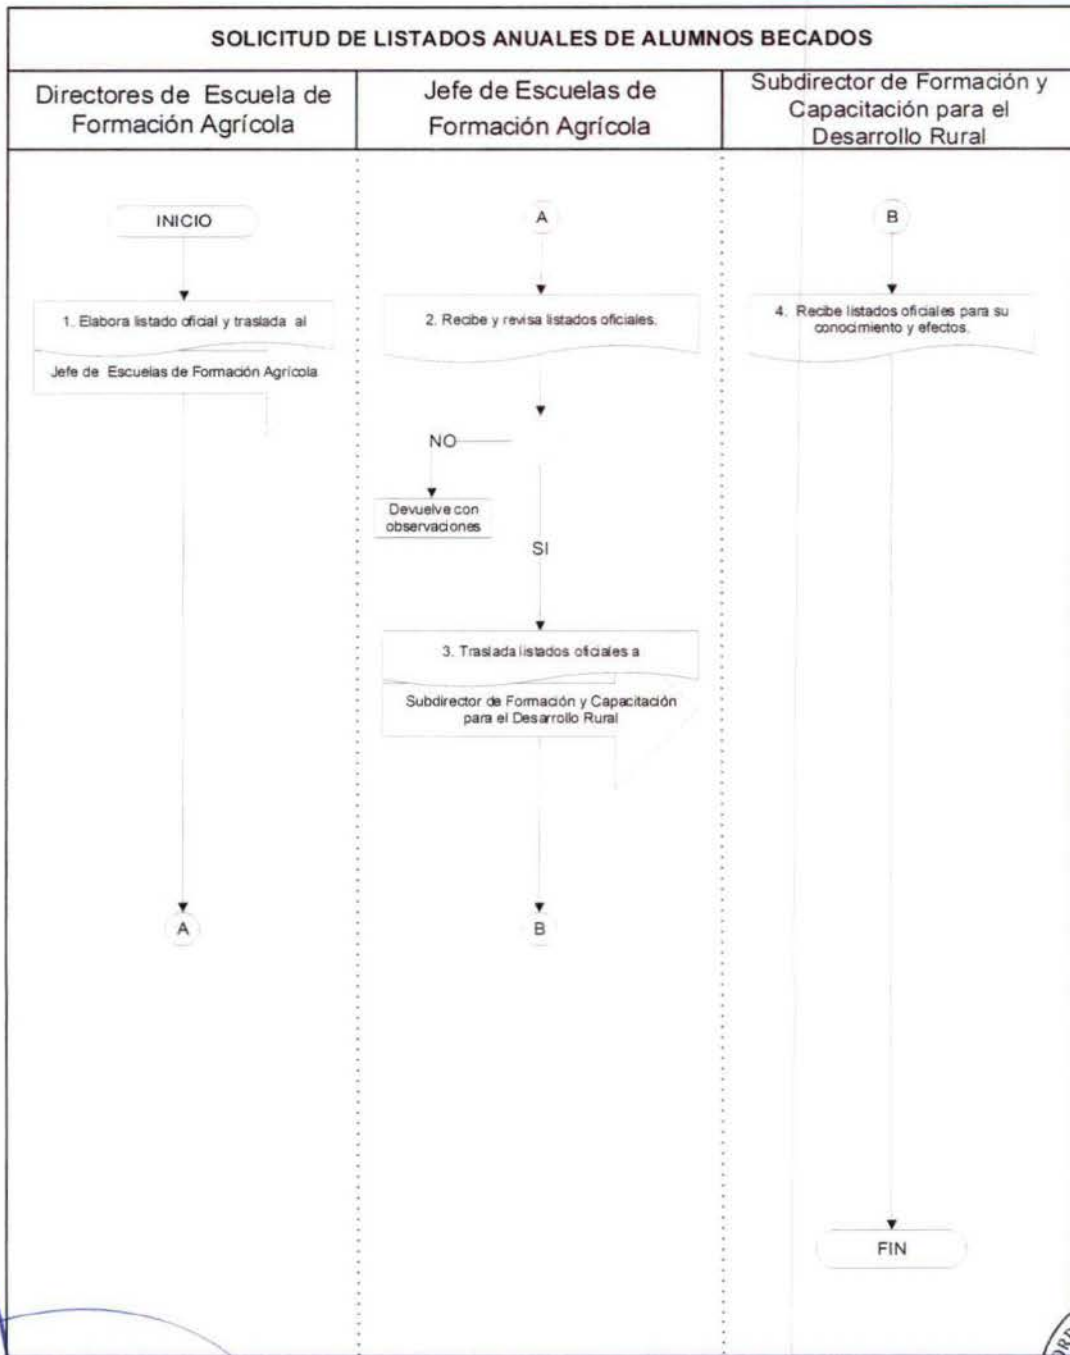 SOLICITUD DE LISTADOS ANUALES DE ALUMNOS BECADOS
Directores de Escuela de
Formación Agrícola
Jefe de Escuelas de
Formación Agrícola
Subdirector de Formación y
Capacitación para el
Desarrollo Rural
INICIO
1. Elabora listado oficial y traslada al
Jefe de Escuelas de Formación Agrícola
A
A
2. Recibe y revisa listados oficiales.
NO
Devuelve con
observaciones
SI
3. Traslada listados oficiales a
Subdirector de Formación y Capacitación
para el Desarrollo Rural
B
B
4. Recibe listados oficiales para su
conocimiento y efectos.
FIN